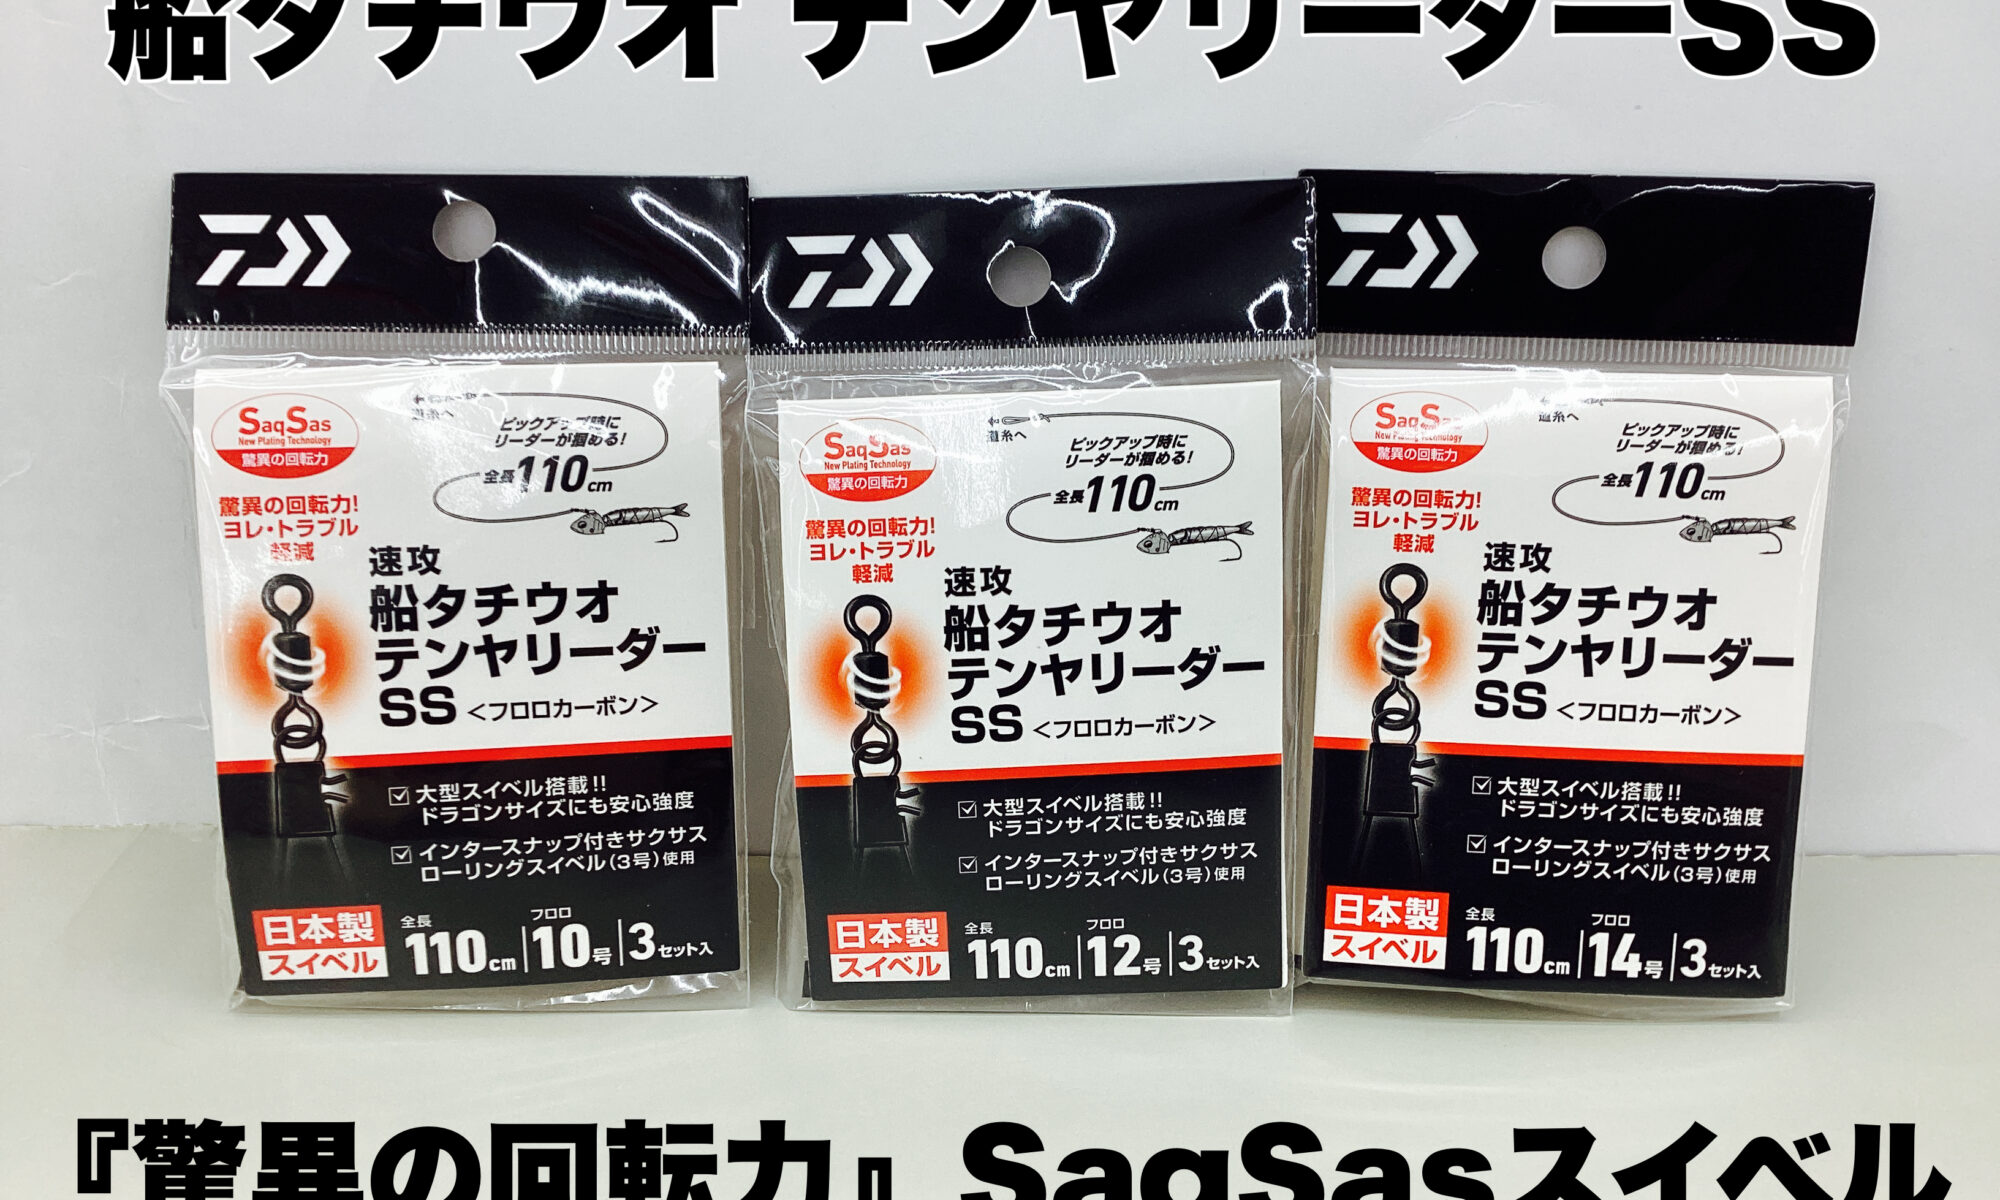 船タチウオ テンヤリーダーSS
SaqSas
New Plating Technology
驚異の回転力
驚異の回転力!
ヨレ・トラブル
軽減
道糸へ
ピックアップ時に
リーダーが掴める!
全長110cm
速攻
船タチウオ
テンヤリーダー
SS <フロロカーボン>
大型スイベル搭載!!
ドラゴンサイズにも安心強度
インタースナップ付きサクサス
ローリングスイベル(3号)使用
日本製
スイベル
全長 110cm フロロ 10号 3セット入
SaqSas
New Plating Technology
驚異の回転力
驚異の回転力!
ヨレ・トラブル
軽減
道糸へ
ピックアップ時に
リーダーが掴める!
全長110cm
速攻
船タチウオ
テンヤリーダー
SS <フロロカーボン>
大型スイベル搭載!!
ドラゴンサイズにも安心強度
インタースナップ付きサクサス
ローリングスイベル(3号)使用
日本製
スイベル
全長 110cm フロロ 12号 3セット入
SaqSas
New Plating Technology
驚異の回転力
驚異の回転力!
ヨレ・トラブル
軽減
道糸へ
ピックアップ時に
リーダーが掴める!
全長110cm
速攻
船タチウオ
テンヤリーダー
SS <フロロカーボン>
大型スイベル搭載!!
ドラゴンサイズにも安心強度
インタースナップ付きサクサス
ローリングスイベル(3号)使用
日本製
スイベル
全長 110cm フロロ 14号 3セット入
『驚異の回転力』SaqSasスイベル